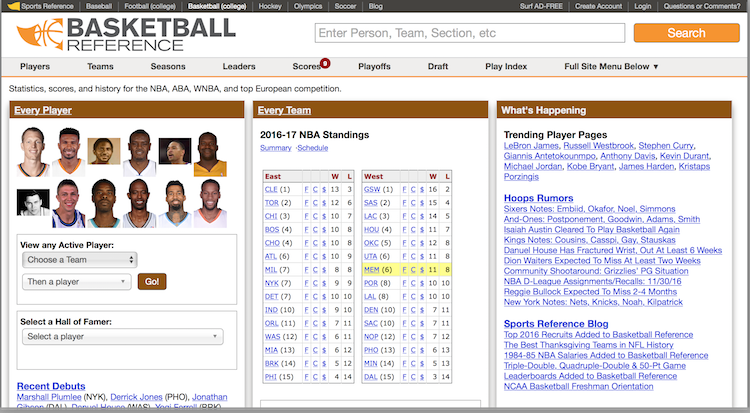 Sports Reference Baseball Football (college) Basketball (college) Hockey Olympics Soccer Blog Surf AD-FREE Create Account Login Questions or Comments?
BASKETBALL
REFERENCE
Enter Person, Team, Section, etc
Search
Players Teams Seasons Leaders Scores 9 Playoffs Draft Play Index Full Site Menu Below ▼
Statistics, scores, and history for the NBA, ABA, WNBA, and top European competition.
Every Player
View any Active Player:
Choose a Team
Then a player
Go!
Select a Hall of Famer:
Select a player
Recent Debuts
Marshall Plumlee (NYK), Derrick Jones (PHO), Jonathan
Gibson (DAL), Danuel House (WAS), Yogi Ferrell (BRK)
Every Team
2016-17 NBA Standings
Summary · Schedule
East W L
CLE (1) F C $ 13 3
TOR (2) F C $ 12 6
CHI (3) F C $ 10 7
BOS (4) F C $ 10 8
CHO (4) F C $ 10 8
ATL (6) F C $ 10 9
MIL (7) F C $ 8 8
NYK (7) F C $ 9 9
DET (7) F C $ 10 10
IND (10) F C $ 9 10
ORL (11) F C $ 7 11
WAS (12) F C $ 6 11
MIA (13) F C $ 6 12
BRK (14) F C $ 5 12
PHI (15) F C $ 4 14
West W L
GSW (1) F C $ 16 2
SAS (2) F C $ 15 4
LAC (3) F C $ 14 5
HOU (4) F C $ 11 7
OKC (5) F C $ 12 8
UTA (6) F C $ 11 8
MEM (6) F C $ 11 8
POR (8) F C $ 10 10
LAL (8) F C $ 10 10
DEN (10) F C $ 7 11
SAC (10) F C $ 7 11
NOP (12) F C $ 7 12
PHO (13) F C $ 6 13
MIN (14) F C $ 5 13
DAL (15) F C $ 3 14
What's Happening
Trending Player Pages
LeBron James, Russell Westbrook, Stephen Curry,
Giannis Antetokounmpo, Anthony Davis, Kevin Durant,
Michael Jordan, Kobe Bryant, James Harden, Kristaps
Porzingis
Hoops Rumors
Sixers Notes: Embiid, Okafor, Noel, Simmons
And-Ones: Postponement, Goodwin, Adams, Smith
Isaiah Austin Cleared To Play Basketball Again
Kings Notes: Cousins, Casspi, Gay, Stauskas
Danuel House Has Fractured Wrist, Out At Least 6 Weeks
Dion Waiters Expected To Miss At Least Two Weeks
Community Shootaround: Grizzlies' PG Situation
NBA D-League Assignments/Recalls: 11/30/16
Reggie Bullock Expected To Miss 2-4 Months
New York Notes: Nets, Knicks, Noah, Kilpatrick
Sports Reference Blog
Top 2016 Recruits Added to Basketball Reference
The Best Thanksgiving Teams in NFL History
1984-85 NBA Salaries Added to Basketball Reference
Triple-Double, Quadruple-Double & 50-Pt Game
Leaderboards Added to Basketball Reference
NCAA Basketball Freshman Orientation